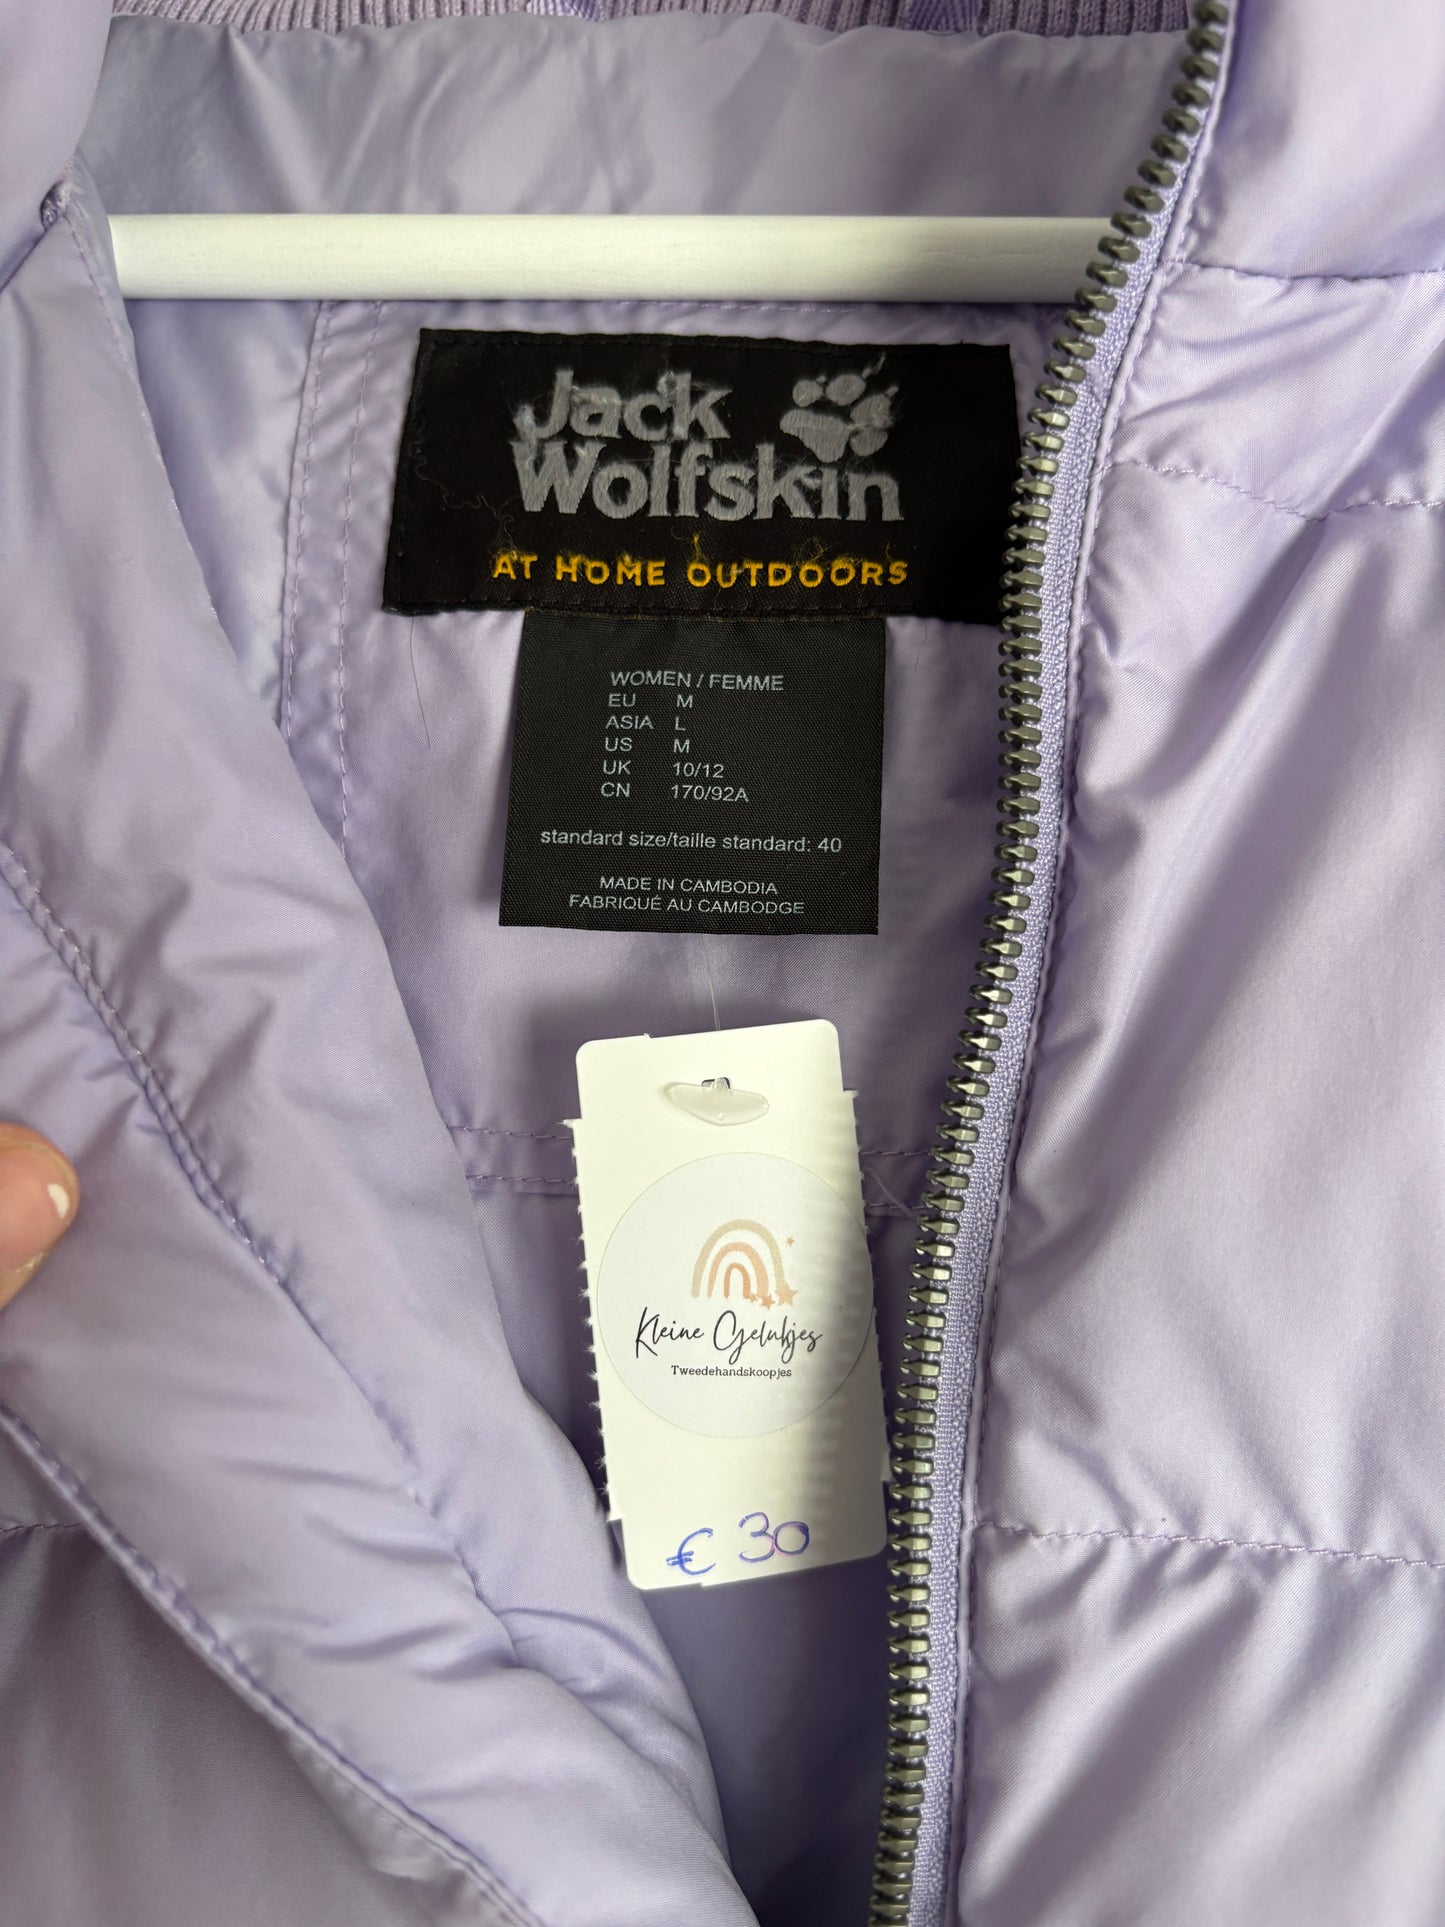 Jack
Wolfskin
AT HOME OUTDOORS
WOMEN / FEMME
EU M
ASIA L
US M
UK 10/12
CN 170/92A
standard size/taille standard: 40
MADE IN CAMBODIA
FABRIQUÉ AU CAMBODGE
Kleine Gelukjes
Tweedehandskoopjes
€ 30